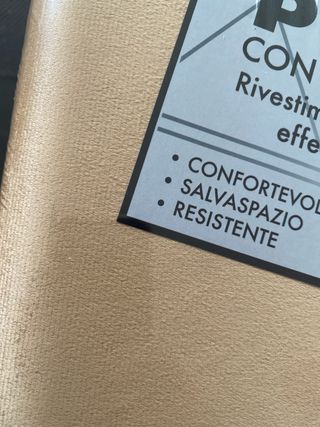 CON
Rivestim
effe
• CONFORTEVOL
• SALVASPAZIO
• RESISTENTE